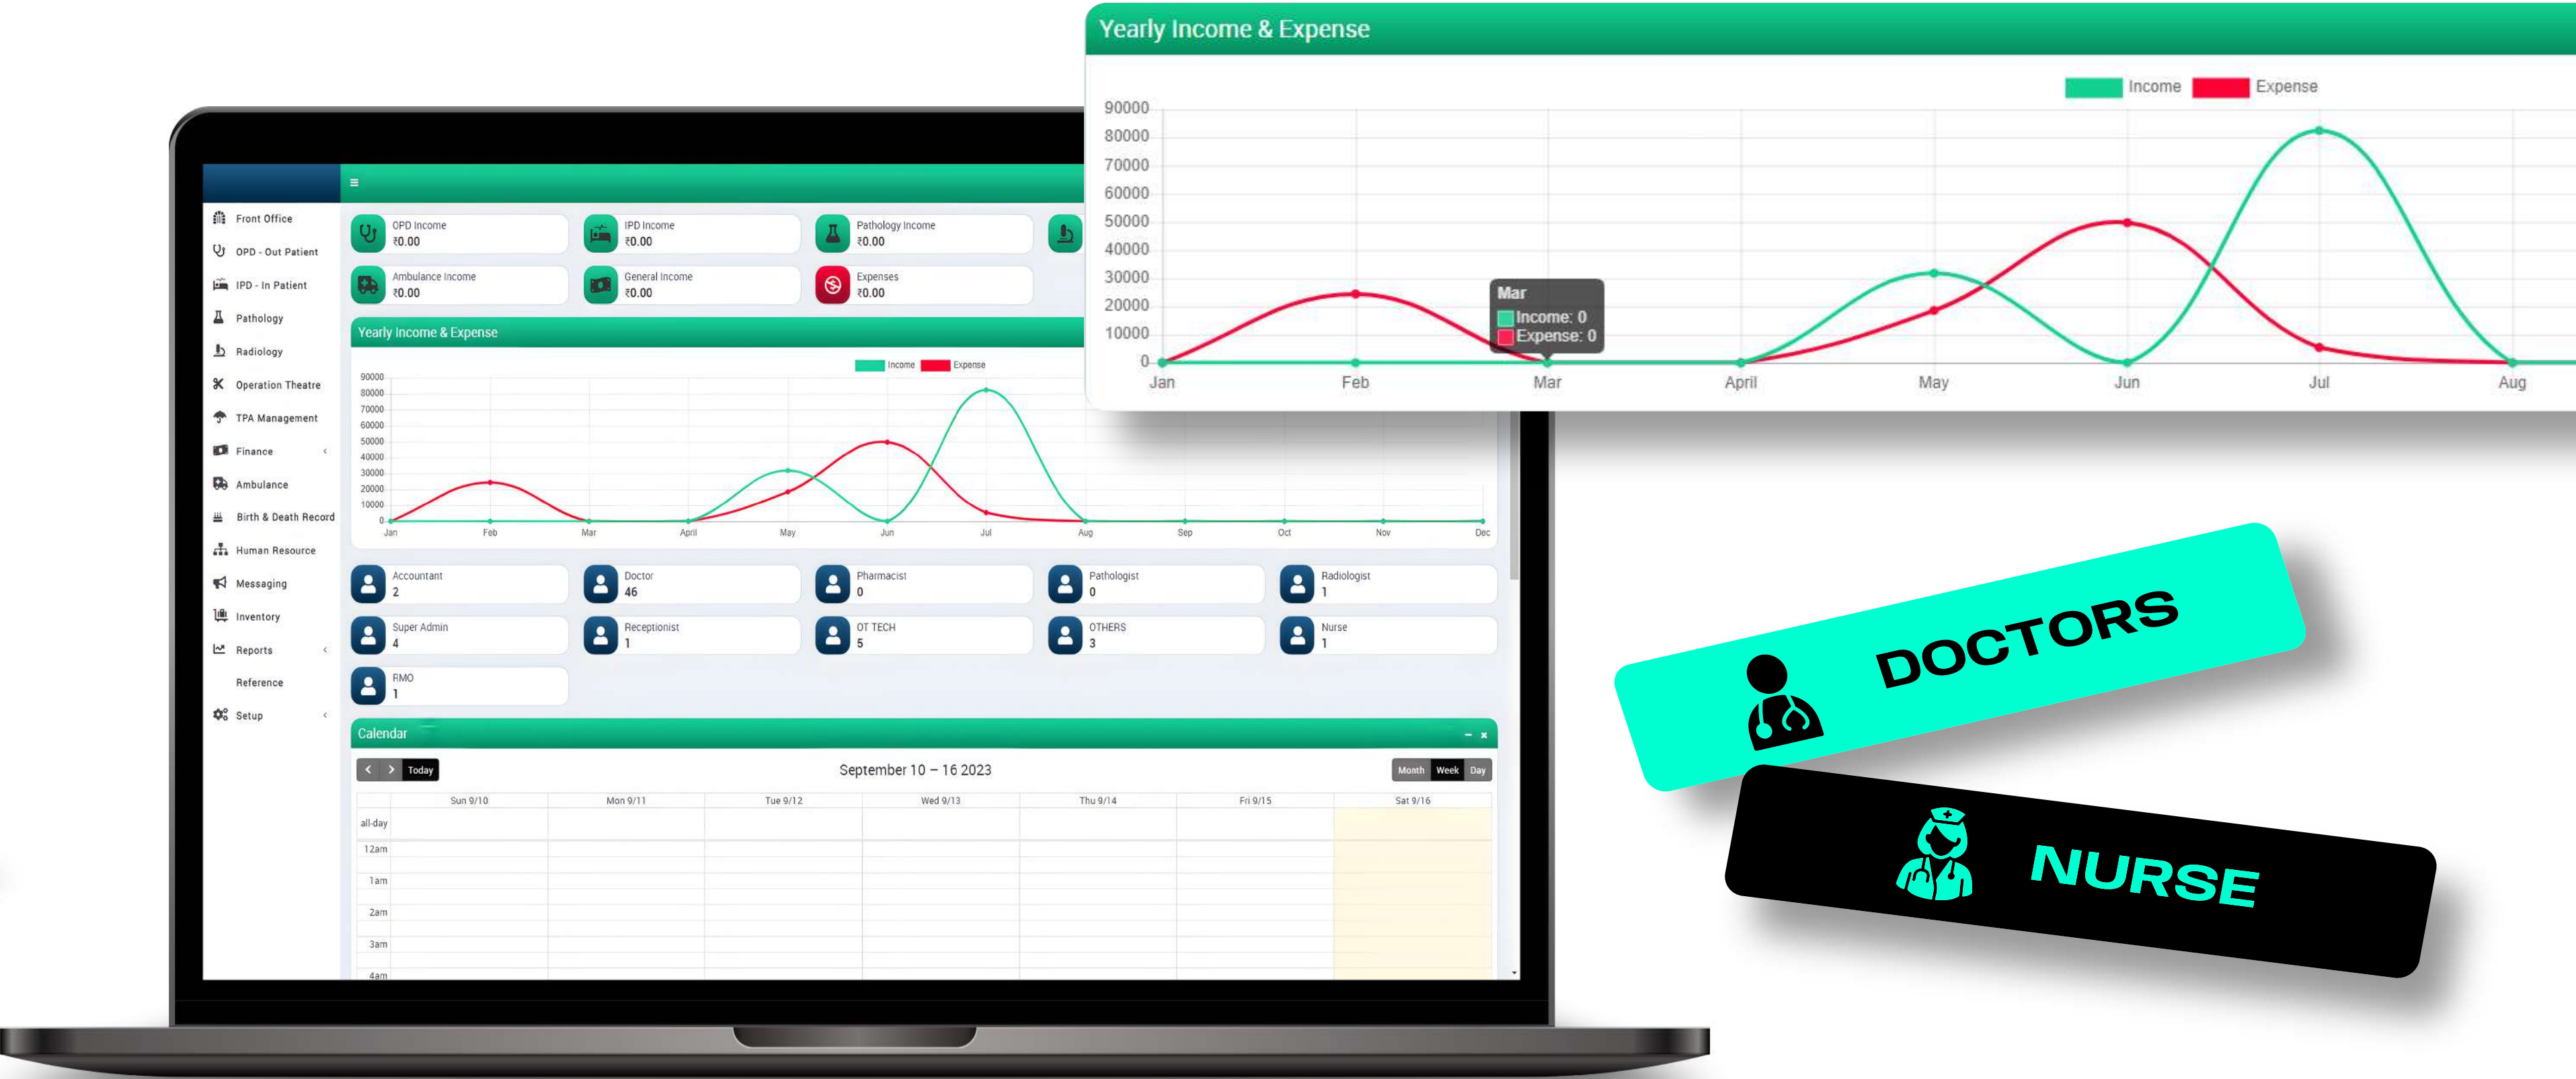 Yearly Income & Expense
Income Expense
90000
80000
70000
60000
50000
40000
30000
20000
10000
0
Mar
Income: 0
Expense: 0
Jan Feb Mar April May Jun Jul Aug
Front Office
OPD - Out Patient
IPD - In Patient
Pathology
Radiology
Operation Theatre
TPA Management
Finance
Ambulance
Birth & Death Record
Human Resource
Messaging
Inventory
Reports
Reference
Setup
OPD Income IPD Income Pathology Income
₹0.00 ₹0.00 ₹0.00
Ambulance Income General Income Expenses
₹0.00 ₹0.00 ₹0.00
Yearly Income & Expense
Income Expense
90000
80000
70000
60000
50000
40000
30000
20000
10000
0
Jan Feb Mar April May Jun Jul Aug Sep Oct Nov Dec
Accountant Doctor Pharmacist Pathologist Radiologist
2 46 0 0 1
Super Admin Receptionist OT TECH OTHERS Nurse
4 1 5 3 1
RMO
1
Calendar
Today September 10 – 16 2023 Month Week Day
Sun 9/10 Mon 9/11 Tue 9/12 Wed 9/13 Thu 9/14 Fri 9/15 Sat 9/16
all-day
12am
1am
2am
3am
4am
DOCTORS
NURSE